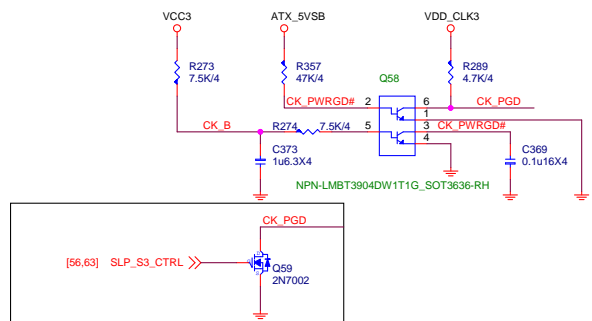 VCC3 ATX_5VSB VDD_CLK3
R273
7.5K/4
R357
47K/4
R289
4.7K/4
Q58
CK_PWRGD# 2 6 CK_PGD
1
CK_B R274 7.5K/4 5 3 CK_PWRGD#
4
C373
1u6.3X4
C369
0.1u16X4
NPN-LMBT3904DW1T1G_SOT3636-RH
CK_PGD
[56,63] SLP_S3_CTRL
Q59
2N7002